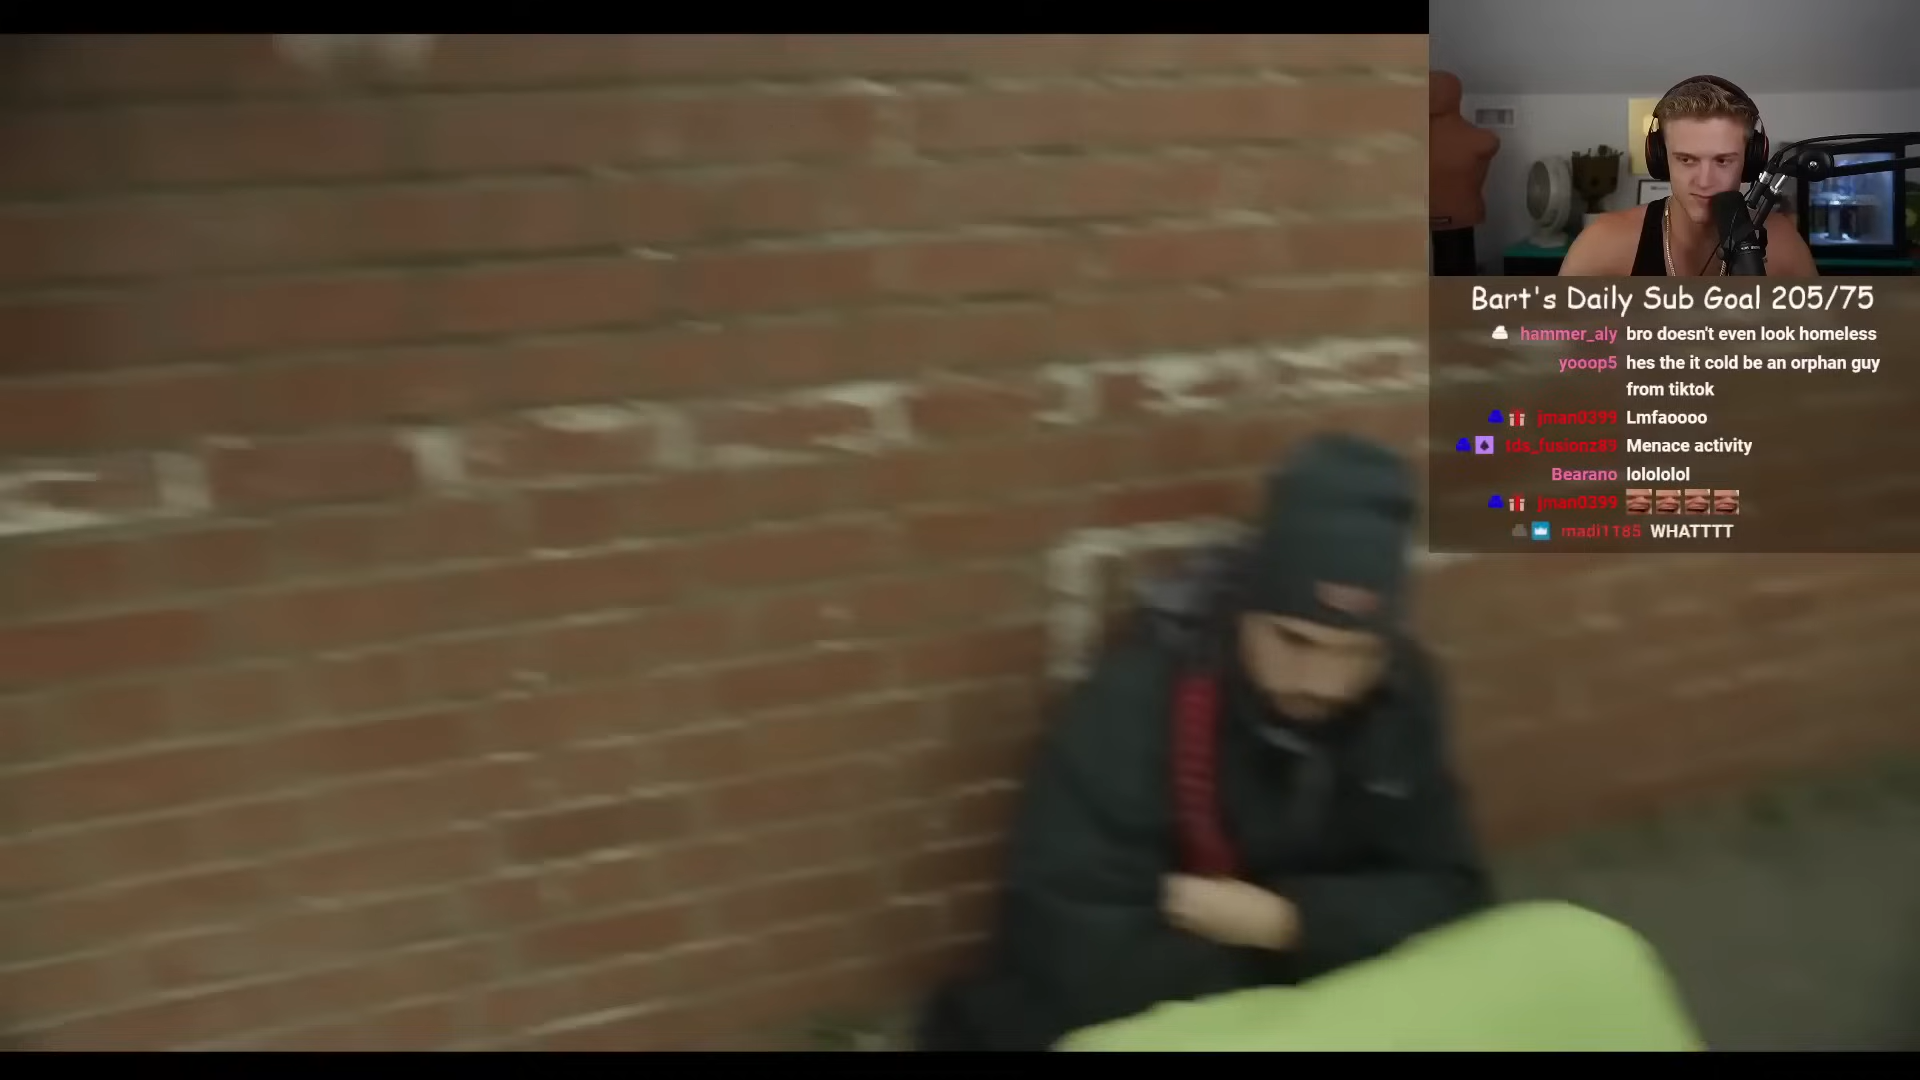 Bart's Daily Sub Goal 205/75
hammer_aly bro doesn't even look homeless
yooop5 hes the it cold be an orphan guy
from tiktok
jman0399 Lmfaoooo
tds_fusionz89 Menace activity
Bearano lolololol
jman0399
madi1185 WHATTTT